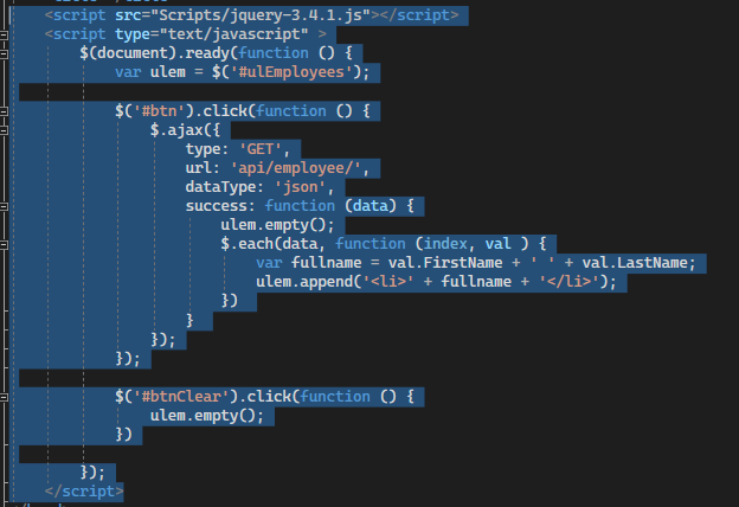 <script src="Scripts/jquery-3.4.1.js"></script>
<script type="text/javascript" >
$(document).ready(function () {
var ulem = $('#ulEmployees');
$('#btn').click(function () {
$.ajax({
type: 'GET',
url: 'api/employee/',
dataType: 'json',
success: function (data) {
ulem.empty();
$.each(data, function (index, val ) {
var fullname = val.FirstName + ' ' + val.LastName;
ulem.append('<li>' + fullname + '</li>');
})
}
});
});
$('#btnClear').click(function () {
ulem.empty();
})
});
</script>